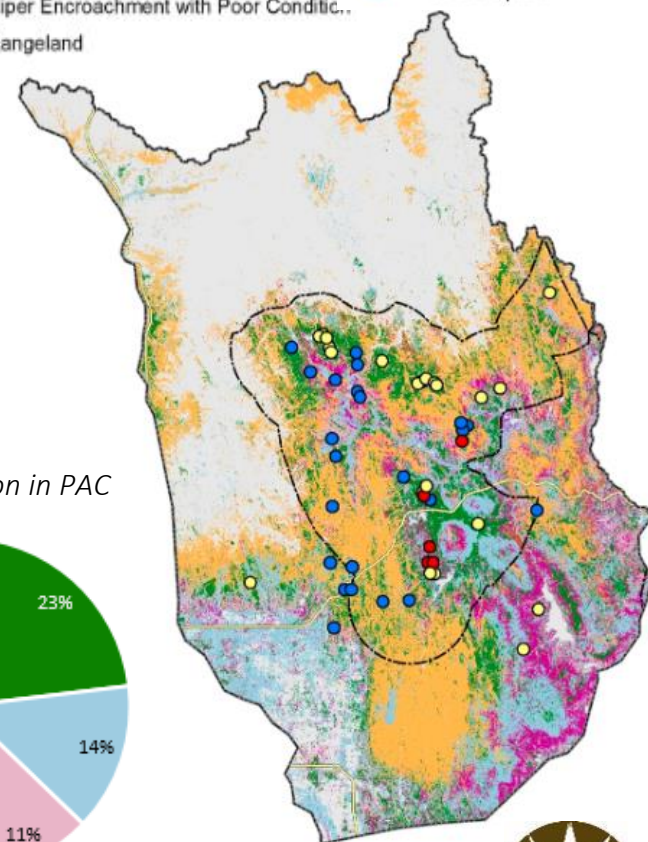 iper Encroachment with Poor Conditic
angeland
on in PAC
23%
14%
11%